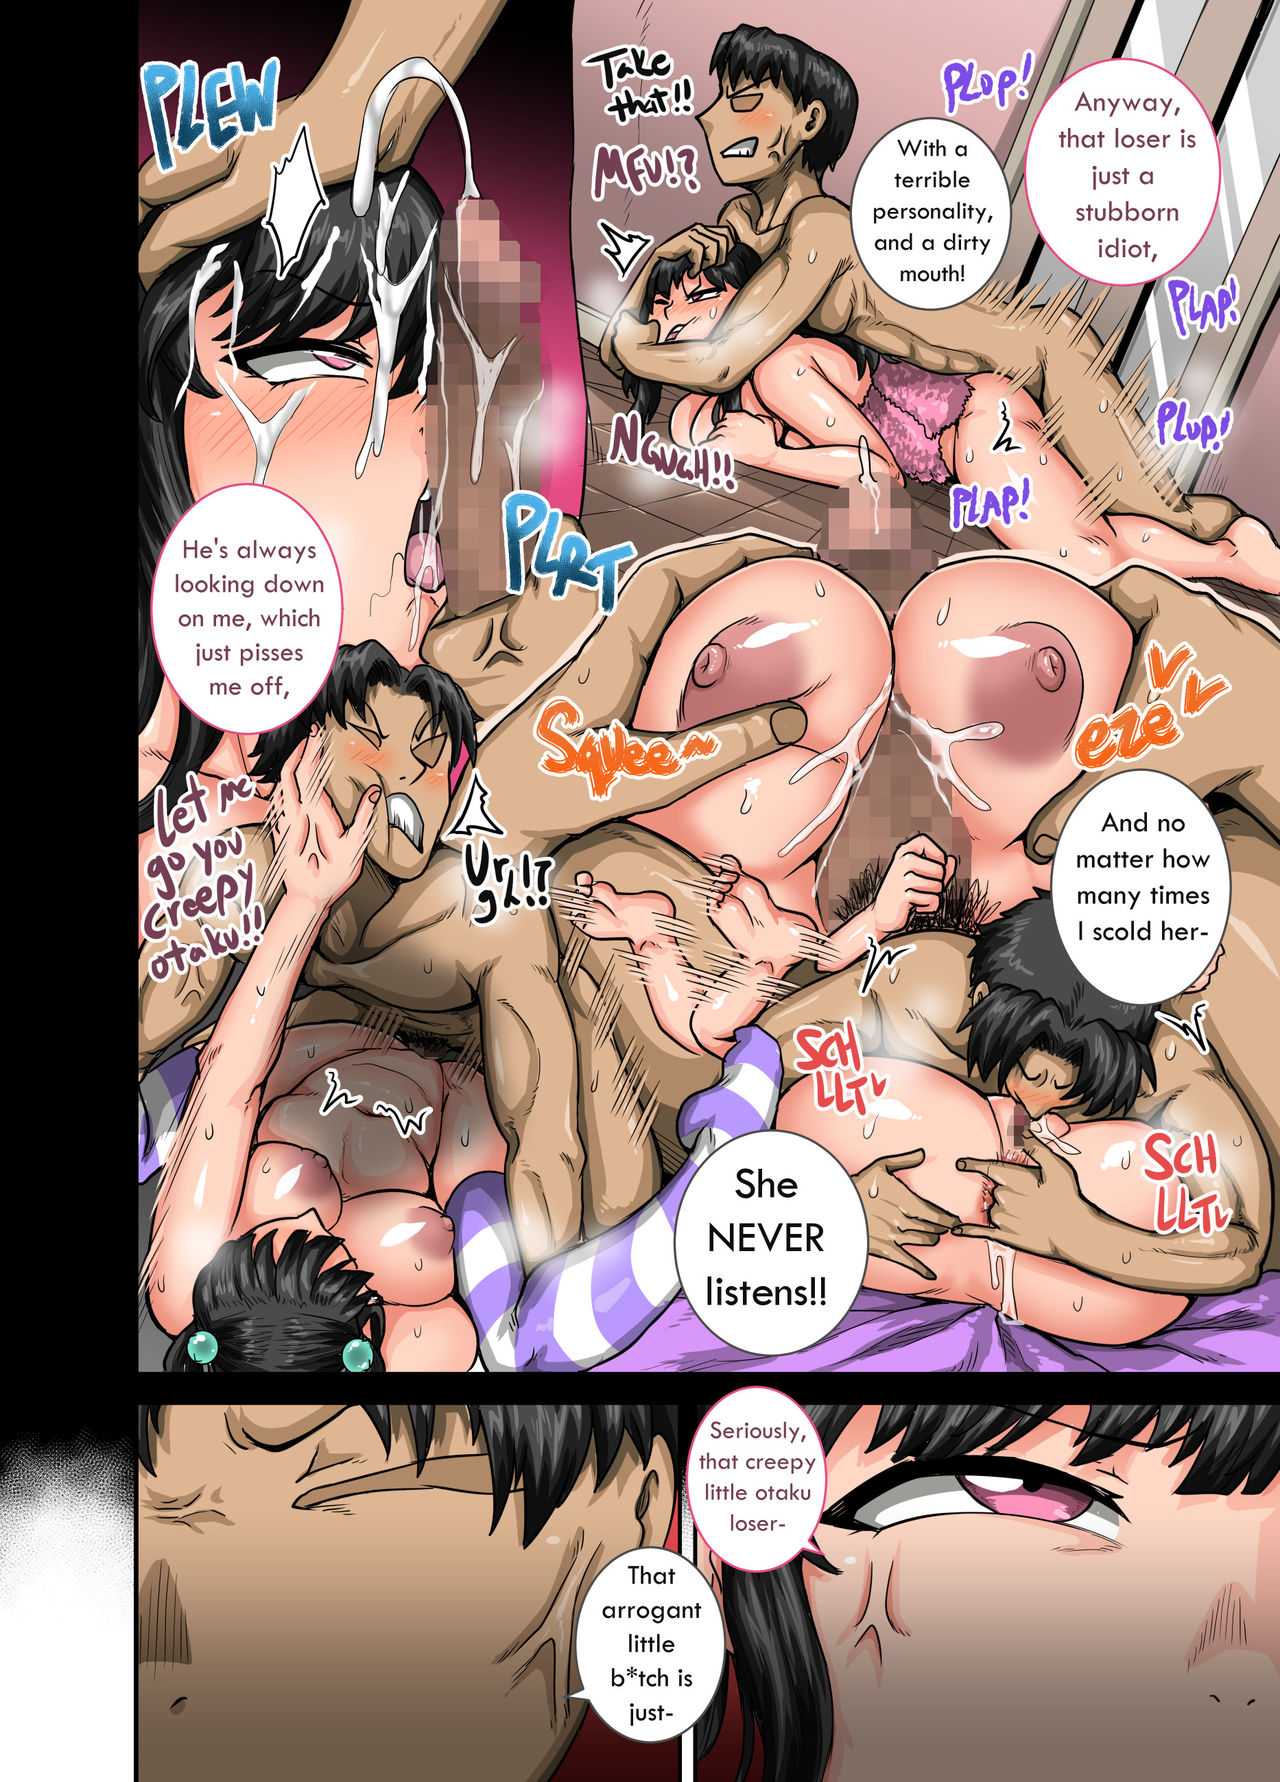 PLEW
Take
that!!
MFU!?
PLOP!
Anyway,
that loser is
just a
stubborn
idiot,
With a
terrible
personality,
and a dirty
mouth!
PLAP!
PLUP!
NGUGH!!
PLAP!
PLRT
He's always
looking down
on me, which
just pisses
me off,
Squee~
eze
Let me
go you
creepy
otaku!!
Ur
gh!?
And no
matter how
many times
I scold her-
SCH
LLT
SCH
LLT
She
NEVER
listens!!
Seriously,
that creepy
little otaku
loser-
That
arrogant
little
b*tch is
just-